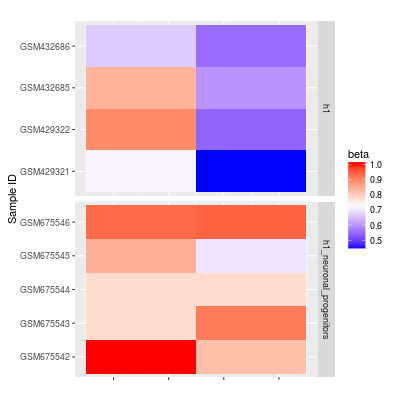 GSM432686
GSM432685
GSM429322
GSM429321
h1
GSM675546
GSM675545
GSM675544
GSM675543
GSM675542
h1_neuronal_progenitors
Sample ID
beta
1.0
0.9
0.8
0.7
0.6
0.5